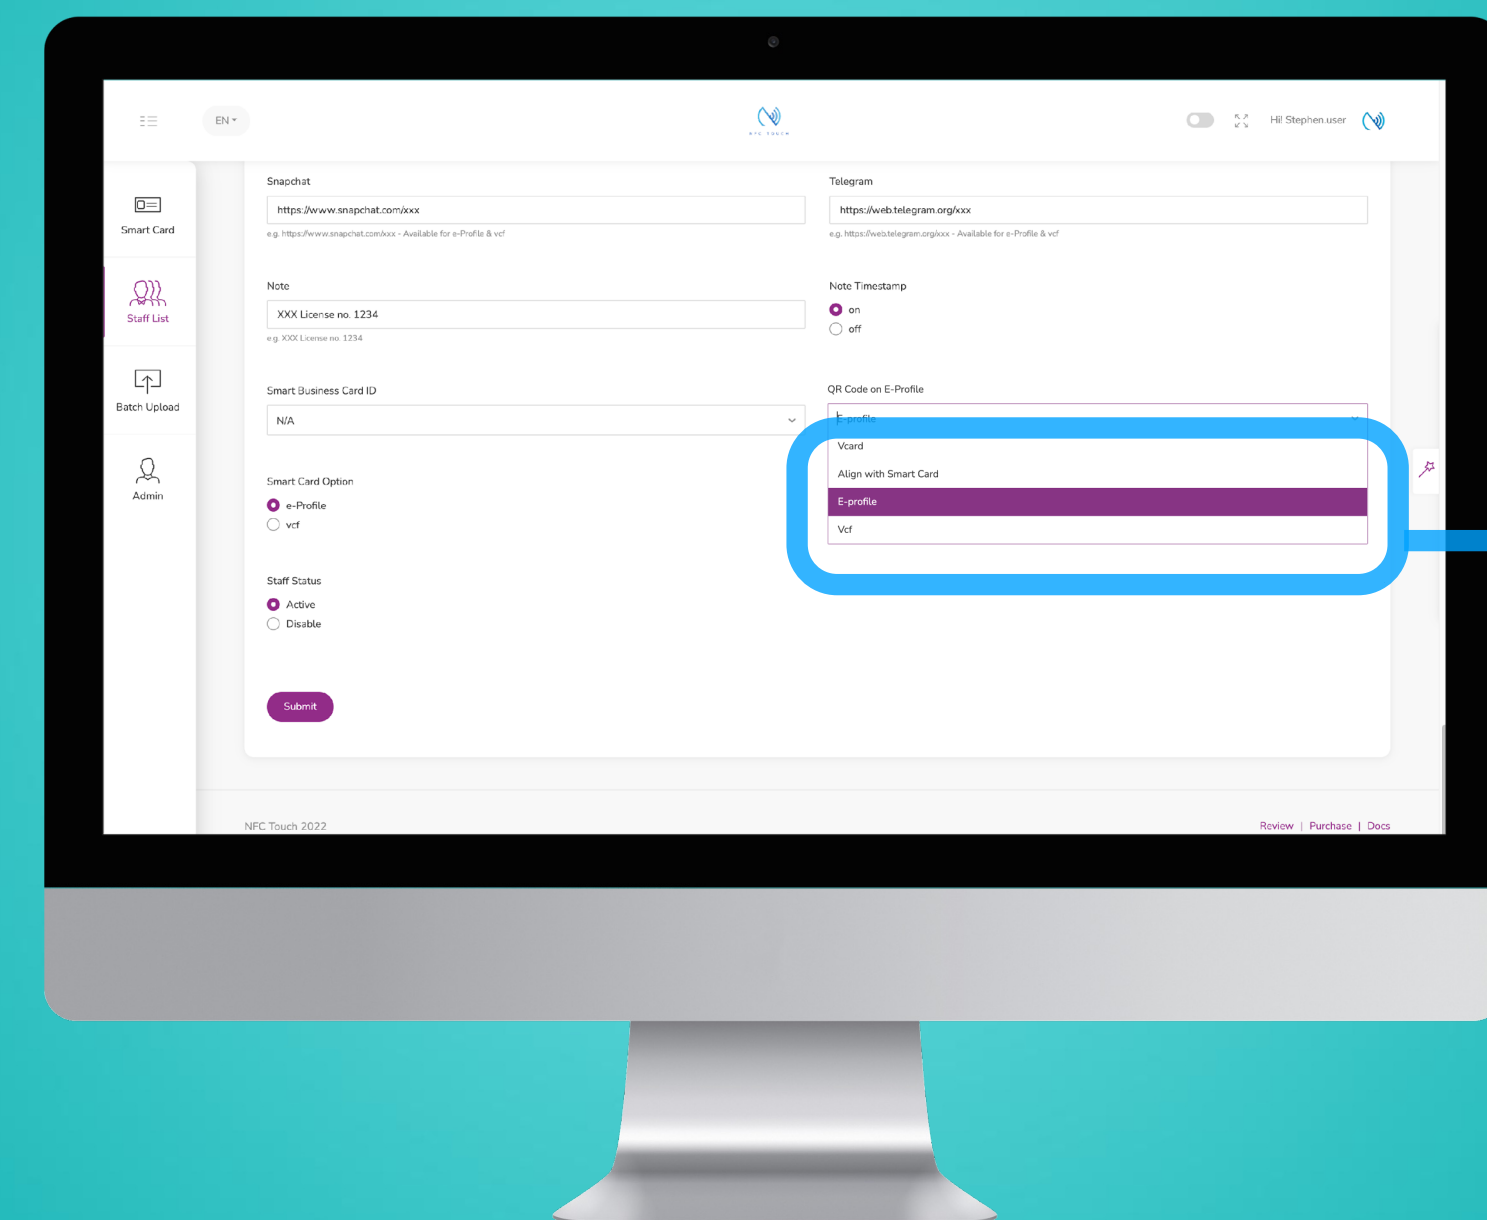 EN
NFC TOUCH
Hi! Stephen.user
Smart Card
Staff List
Batch Upload
Admin
Snapchat
https://www.snapchat.com/xxx
e.g. https://www.snapchat.com/xxx - Available for e-Profile & vcf
Telegram
https://web.telegram.org/xxx
e.g. https://web.telegram.org/xxx - Available for e-Profile & vcf
Note
XXX License no. 1234
e.g. XXX License no. 1234
Note Timestamp
on
off
Smart Business Card ID
N/A
QR Code on E-Profile
E-profile
Vcard
Align with Smart Card
E-profile
Vcf
Smart Card Option
e-Profile
vcf
Staff Status
Active
Disable
Submit
NFC Touch 2022
Review | Purchase | Docs